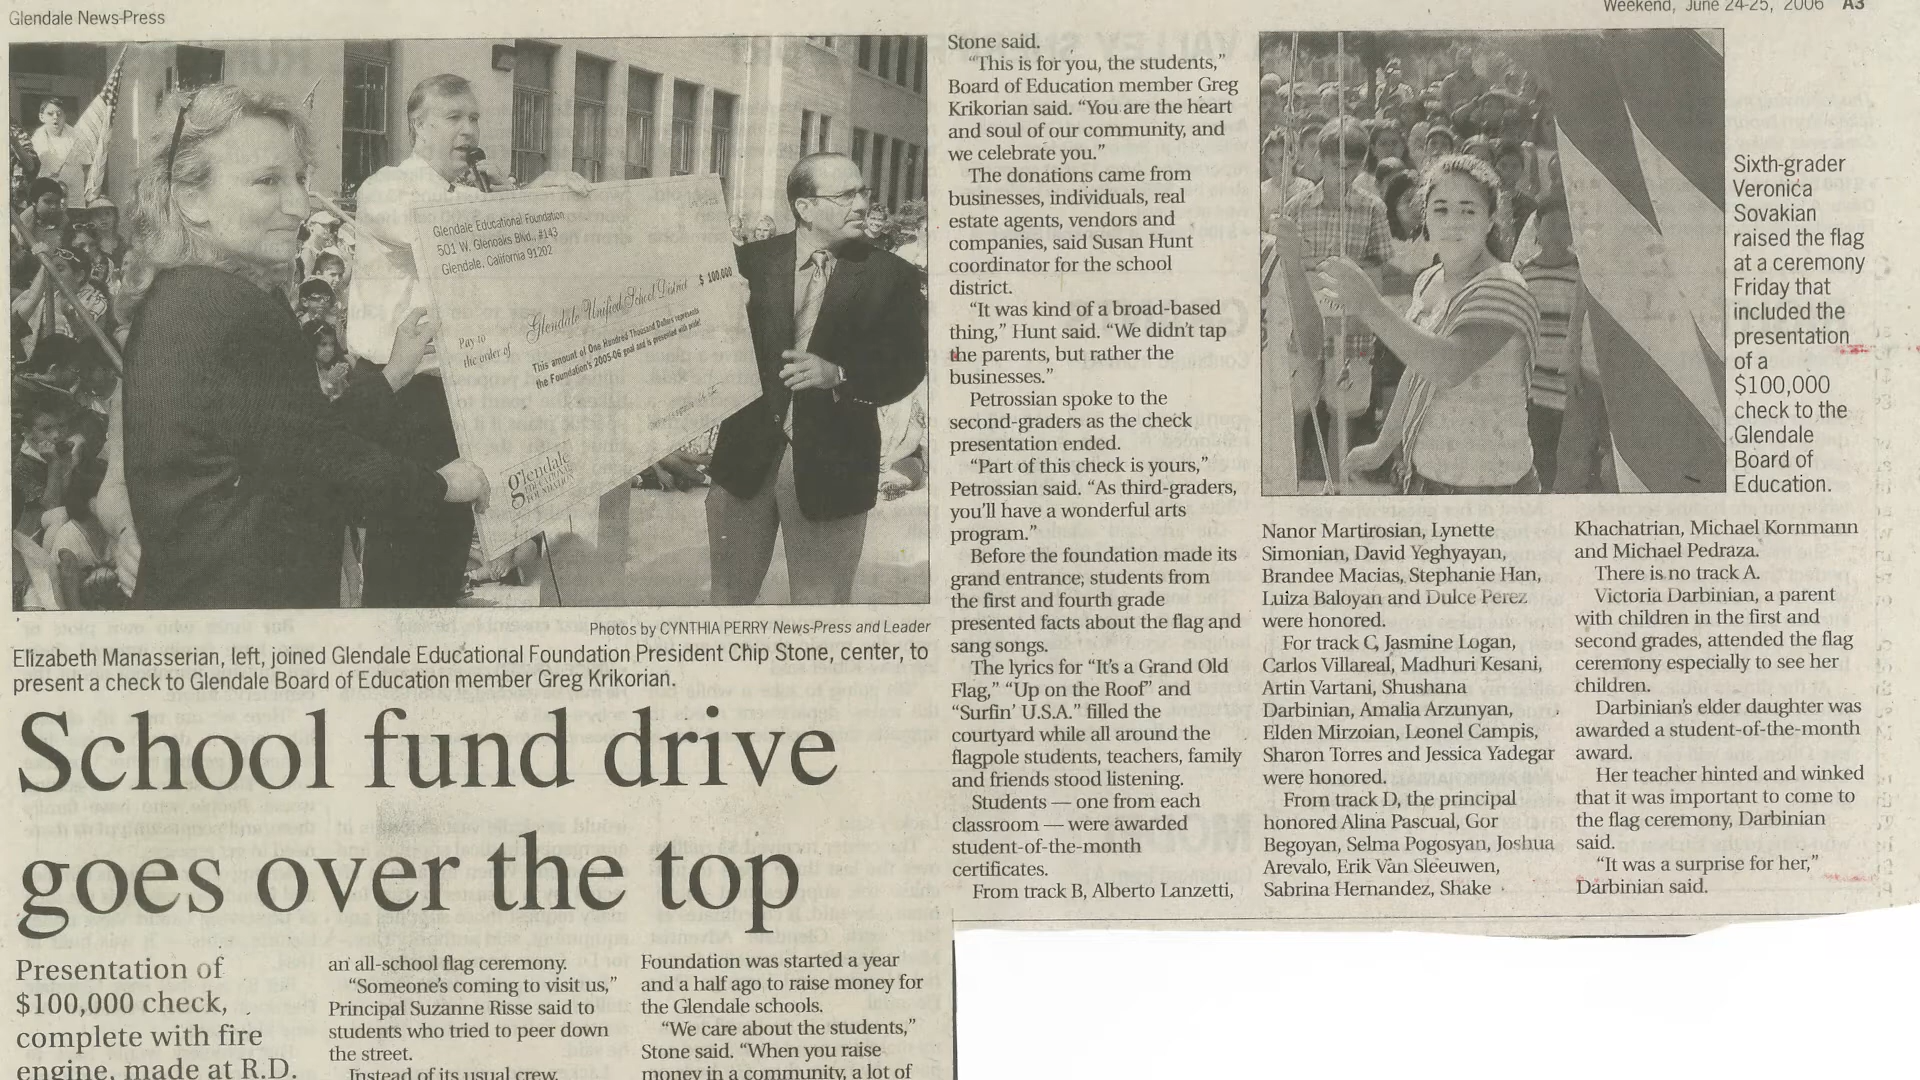 Glendale News-Press
Weekend, June 24-25, 2006 A3
Glendale Educational Foundation
501 W. Glenoaks Blvd., #143
Glendale, California 91202
Pay to
the order of
Glendale Unified School District $ 100,000
This amount of One Hundred Thousand Dollars represents
the Foundation's 2005-06 goal and is presented with pride!
glendale
EDUCATIONAL
FOUNDATION
Photos by CYNTHIA PERRY News-Press and Leader
Elizabeth Manasserian, left, joined Glendale Educational Foundation President Chip Stone, center, to
present a check to Glendale Board of Education member Greg Krikorian.
School fund drive
goes over the top
Presentation of
$100,000 check,
complete with fire
engine, made at R.D.
an all-school flag ceremony.
“Someone's coming to visit us,”
Principal Suzanne Risse said to
students who tried to peer down
the street.
Instead of its usual crew,
Foundation was started a year
and a half ago to raise money for
the Glendale schools.
“We care about the students,”
Stone said. “When you raise
money in a community, a lot of
Stone said.
“This is for you, the students,”
Board of Education member Greg
Krikorian said. “You are the heart
and soul of our community, and
we celebrate you.”
The donations came from
businesses, individuals, real
estate agents, vendors and
companies, said Susan Hunt
coordinator for the school
district.
“It was kind of a broad-based
thing,” Hunt said. “We didn't tap
the parents, but rather the
businesses.”
Petrossian spoke to the
second-graders as the check
presentation ended.
“Part of this check is yours,”
Petrossian said. “As third-graders,
you'll have a wonderful arts
program.”
Before the foundation made its
grand entrance, students from
the first and fourth grade
presented facts about the flag and
sang songs.
The lyrics for “It's a Grand Old
Flag,” “Up on the Roof” and
“Surfin' U.S.A.” filled the
courtyard while all around the
flagpole students, teachers, family
and friends stood listening.
Students — one from each
classroom — were awarded
student-of-the-month
certificates.
From track B, Alberto Lanzetti,
Sixth-grader
Veronica
Sovakian
raised the flag
at a ceremony
Friday that
included the
presentation
of a
$100,000
check to the
Glendale
Board of
Education.
Nanor Martirosian, Lynette
Simonian, David Yeghyayan,
Brandee Macias, Stephanie Han,
Luiza Baloyan and Dulce Perez
were honored.
For track C, Jasmine Logan,
Carlos Villareal, Madhuri Kesani,
Artin Vartani, Shushana
Darbinian, Amalia Arzunyan,
Elden Mirzoian, Leonel Campis,
Sharon Torres and Jessica Yadegar
were honored.
From track D, the principal
honored Alina Pascual, Gor
Begoyan, Selma Pogosyan, Joshua
Arevalo, Erik Van Sleeuwen,
Sabrina Hernandez, Shake
Khachatrian, Michael Kornmann
and Michael Pedraza.
There is no track A.
Victoria Darbinian, a parent
with children in the first and
second grades, attended the flag
ceremony especially to see her
children.
Darbinian's elder daughter was
awarded a student-of-the-month
award.
Her teacher hinted and winked
that it was important to come to
the flag ceremony, Darbinian
said.
“It was a surprise for her,”
Darbinian said.